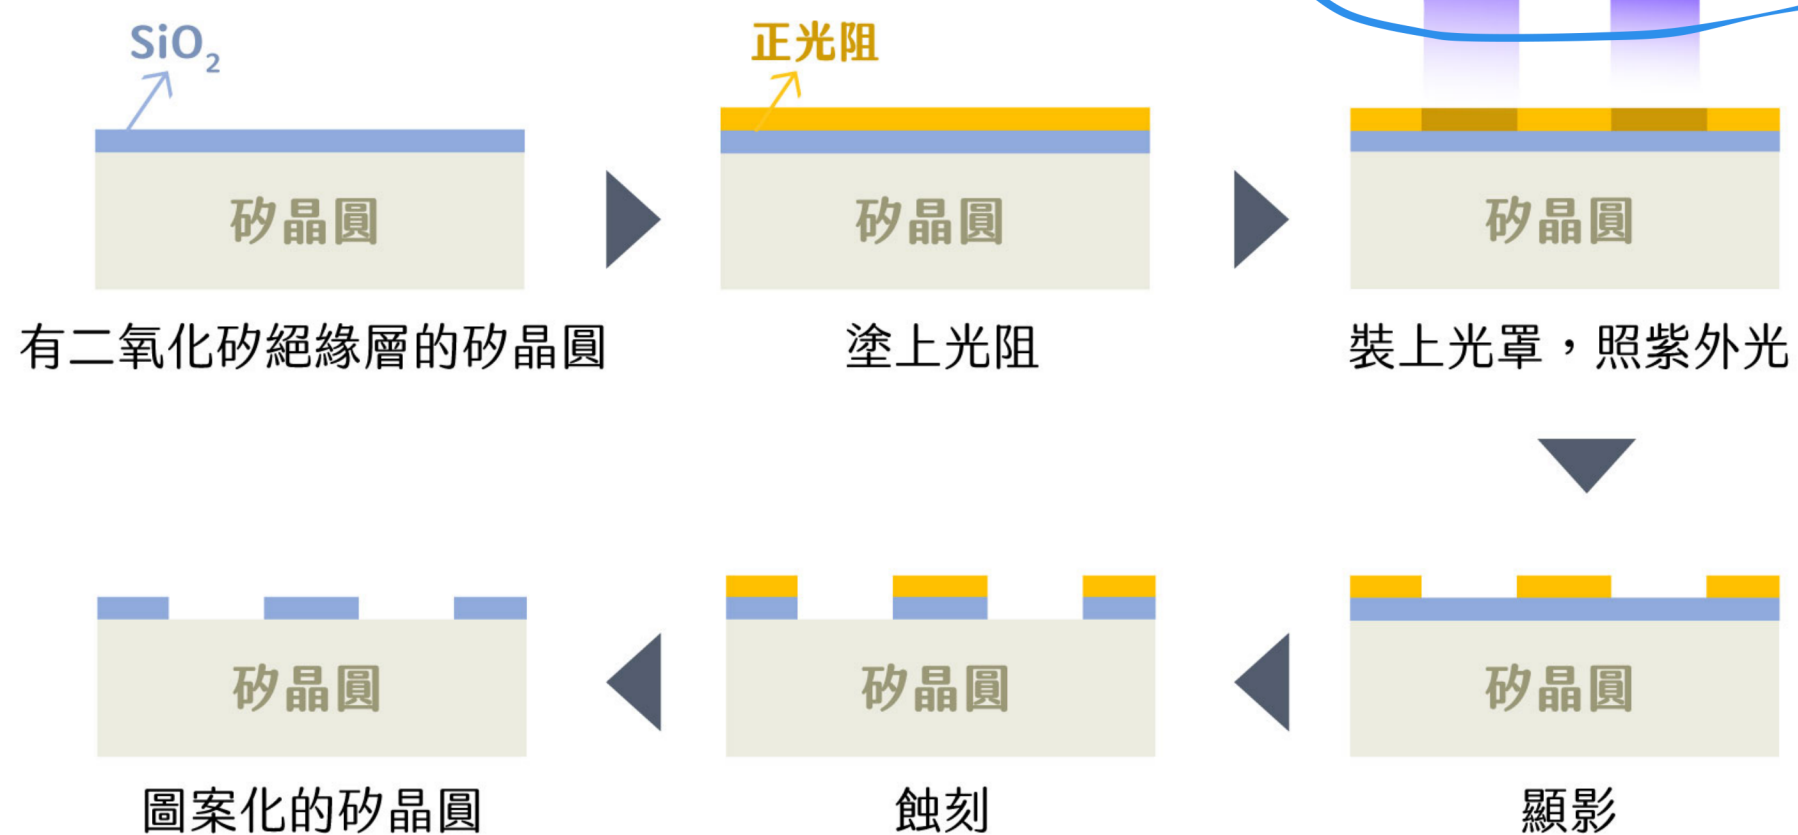 SiO₂
正光阻
矽晶圓
矽晶圓
矽晶圓
有二氧化矽絕緣層的矽晶圓
塗上光阻
裝上光罩，照紫外光
矽晶圓
矽晶圓
矽晶圓
圖案化的矽晶圓
蝕刻
顯影